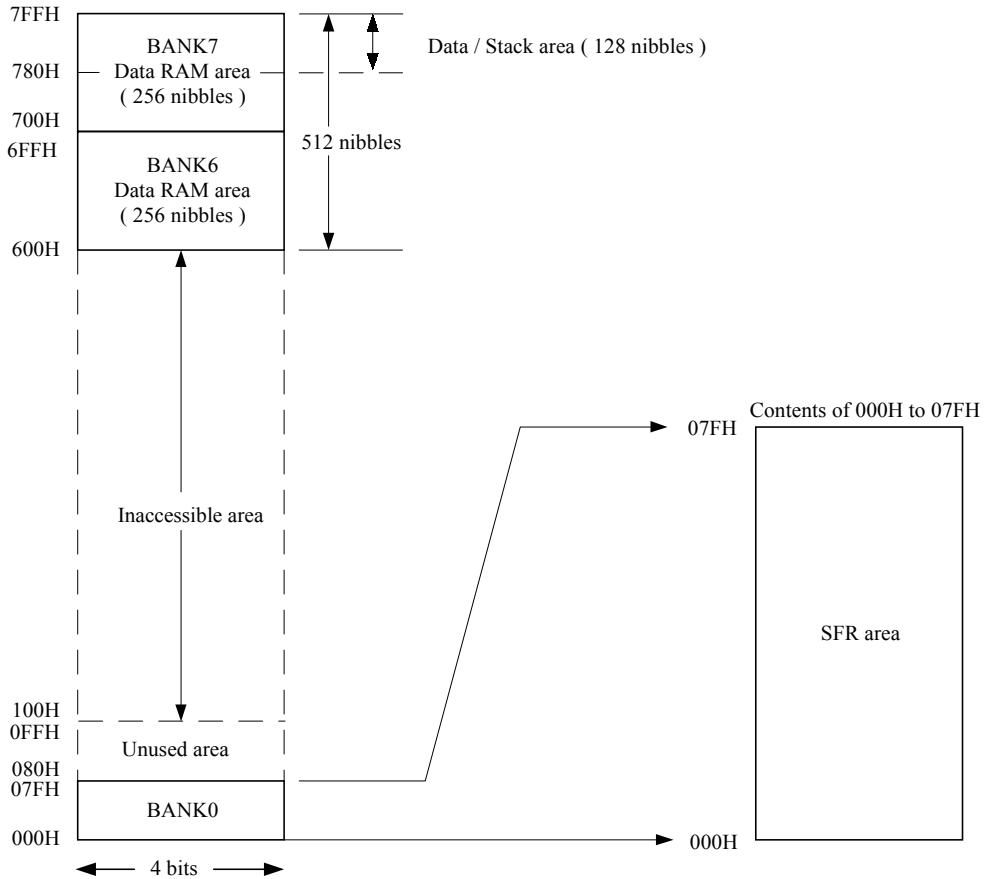 7FFH
BANK7
Data / Stack area ( 128 nibbles )
780H
Data RAM area
( 256 nibbles )
700H
512 nibbles
6FFH
BANK6
Data RAM area
( 256 nibbles )
600H
Contents of 000H to 07FH
07FH
Inaccessible area
SFR area
100H
0FFH
Unused area
080H
07FH
BANK0
000H
000H
4 bits